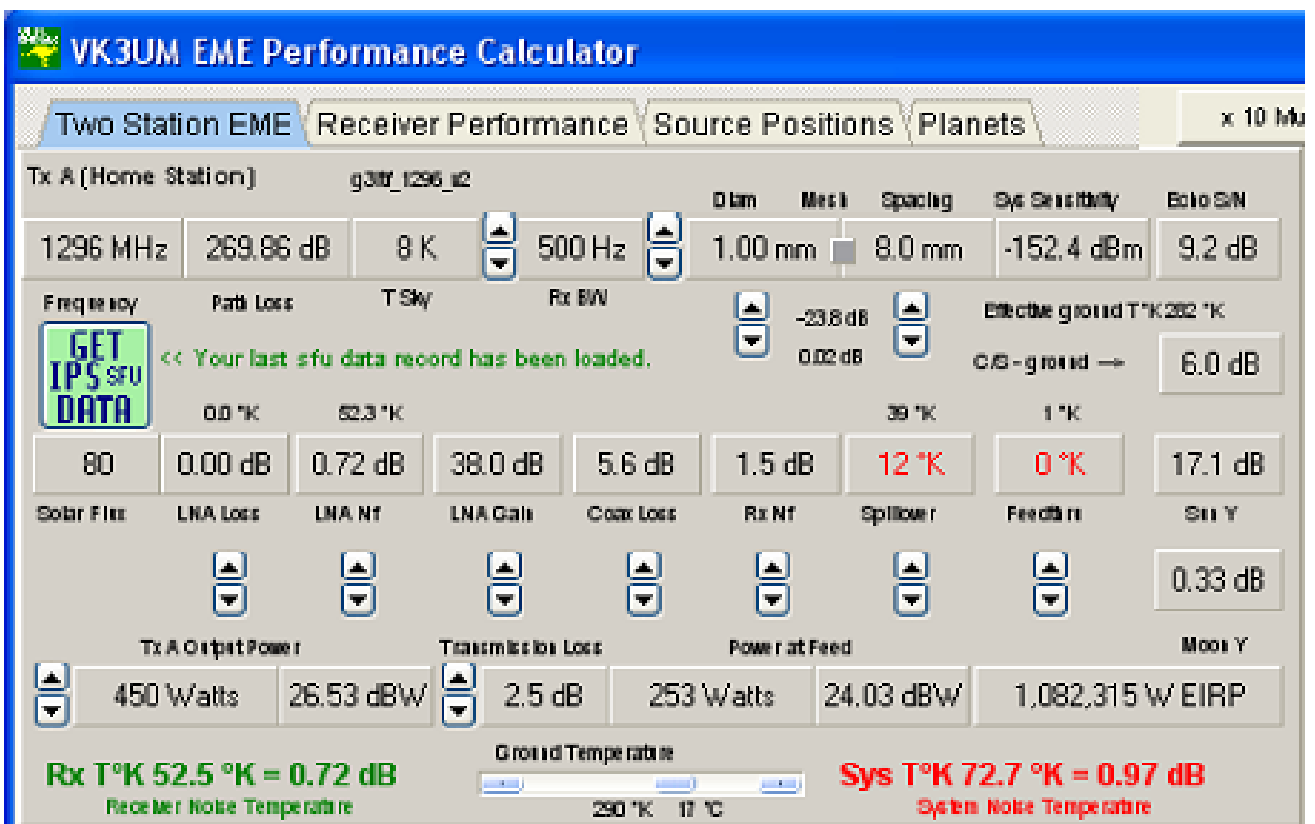 VK3UM EME Performance Calculator
Two Station EME Receiver Performance Source Positions Planets x 10
Tx A (Home Station)
Diam Mesh Spacing Sys Sensitivity Echo S/N
1296 MHz 269.86 dB 8 K 500 Hz 1.00 mm 8.0 mm -152.4 dBm 9.2 dB
Frequency Path Loss T Sky Rx BW -23.8 dB Effective ground T°K 282 °K
GET IPS SFU DATA << Your last sfu data record has been loaded. 0.02 dB C/S - ground --> 6.0 dB
0.0 °K 52.3 °K 39 °K 1 °K
80 0.00 dB 0.72 dB 38.0 dB 5.6 dB 1.5 dB 12 °K 0 °K 17.1 dB
Solar Flux LNA Loss LNA Nf LNA Gain Coax Loss Rx Nf Spillover Feedthru Sun Y
0.33 dB
Tx A Output Power Transmission Loss Power at Feed Moon Y
450 Watts 26.53 dBW 2.5 dB 253 Watts 24.03 dBW 1,082,315 W EIRP
Ground Temperature
Rx T°K 52.5 °K = 0.72 dB Sys T°K 72.7 °K = 0.97 dB
Receiver Noise Temperature 290 °K 17 °C System Noise Temperature